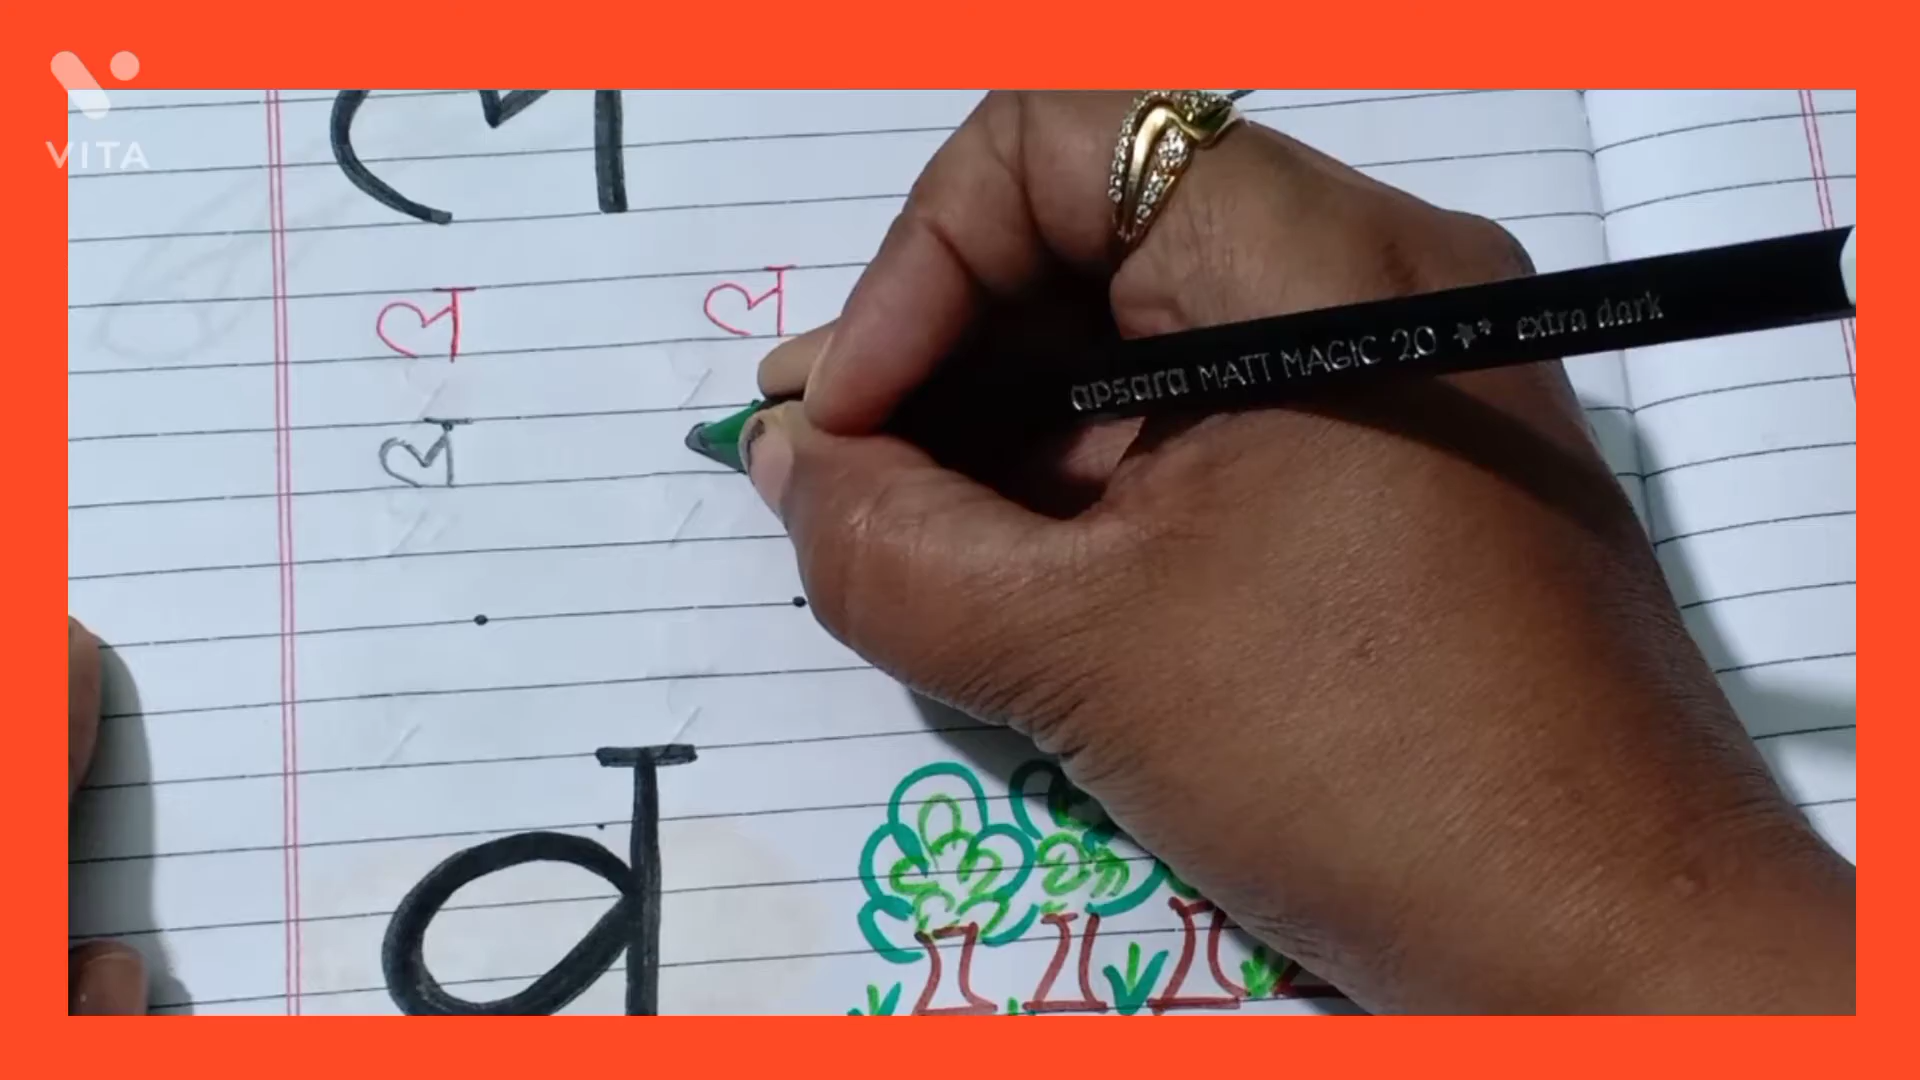 VITA
ल
ल ल
apsara MATT MAGIC 2.0 extra dark
ल
व